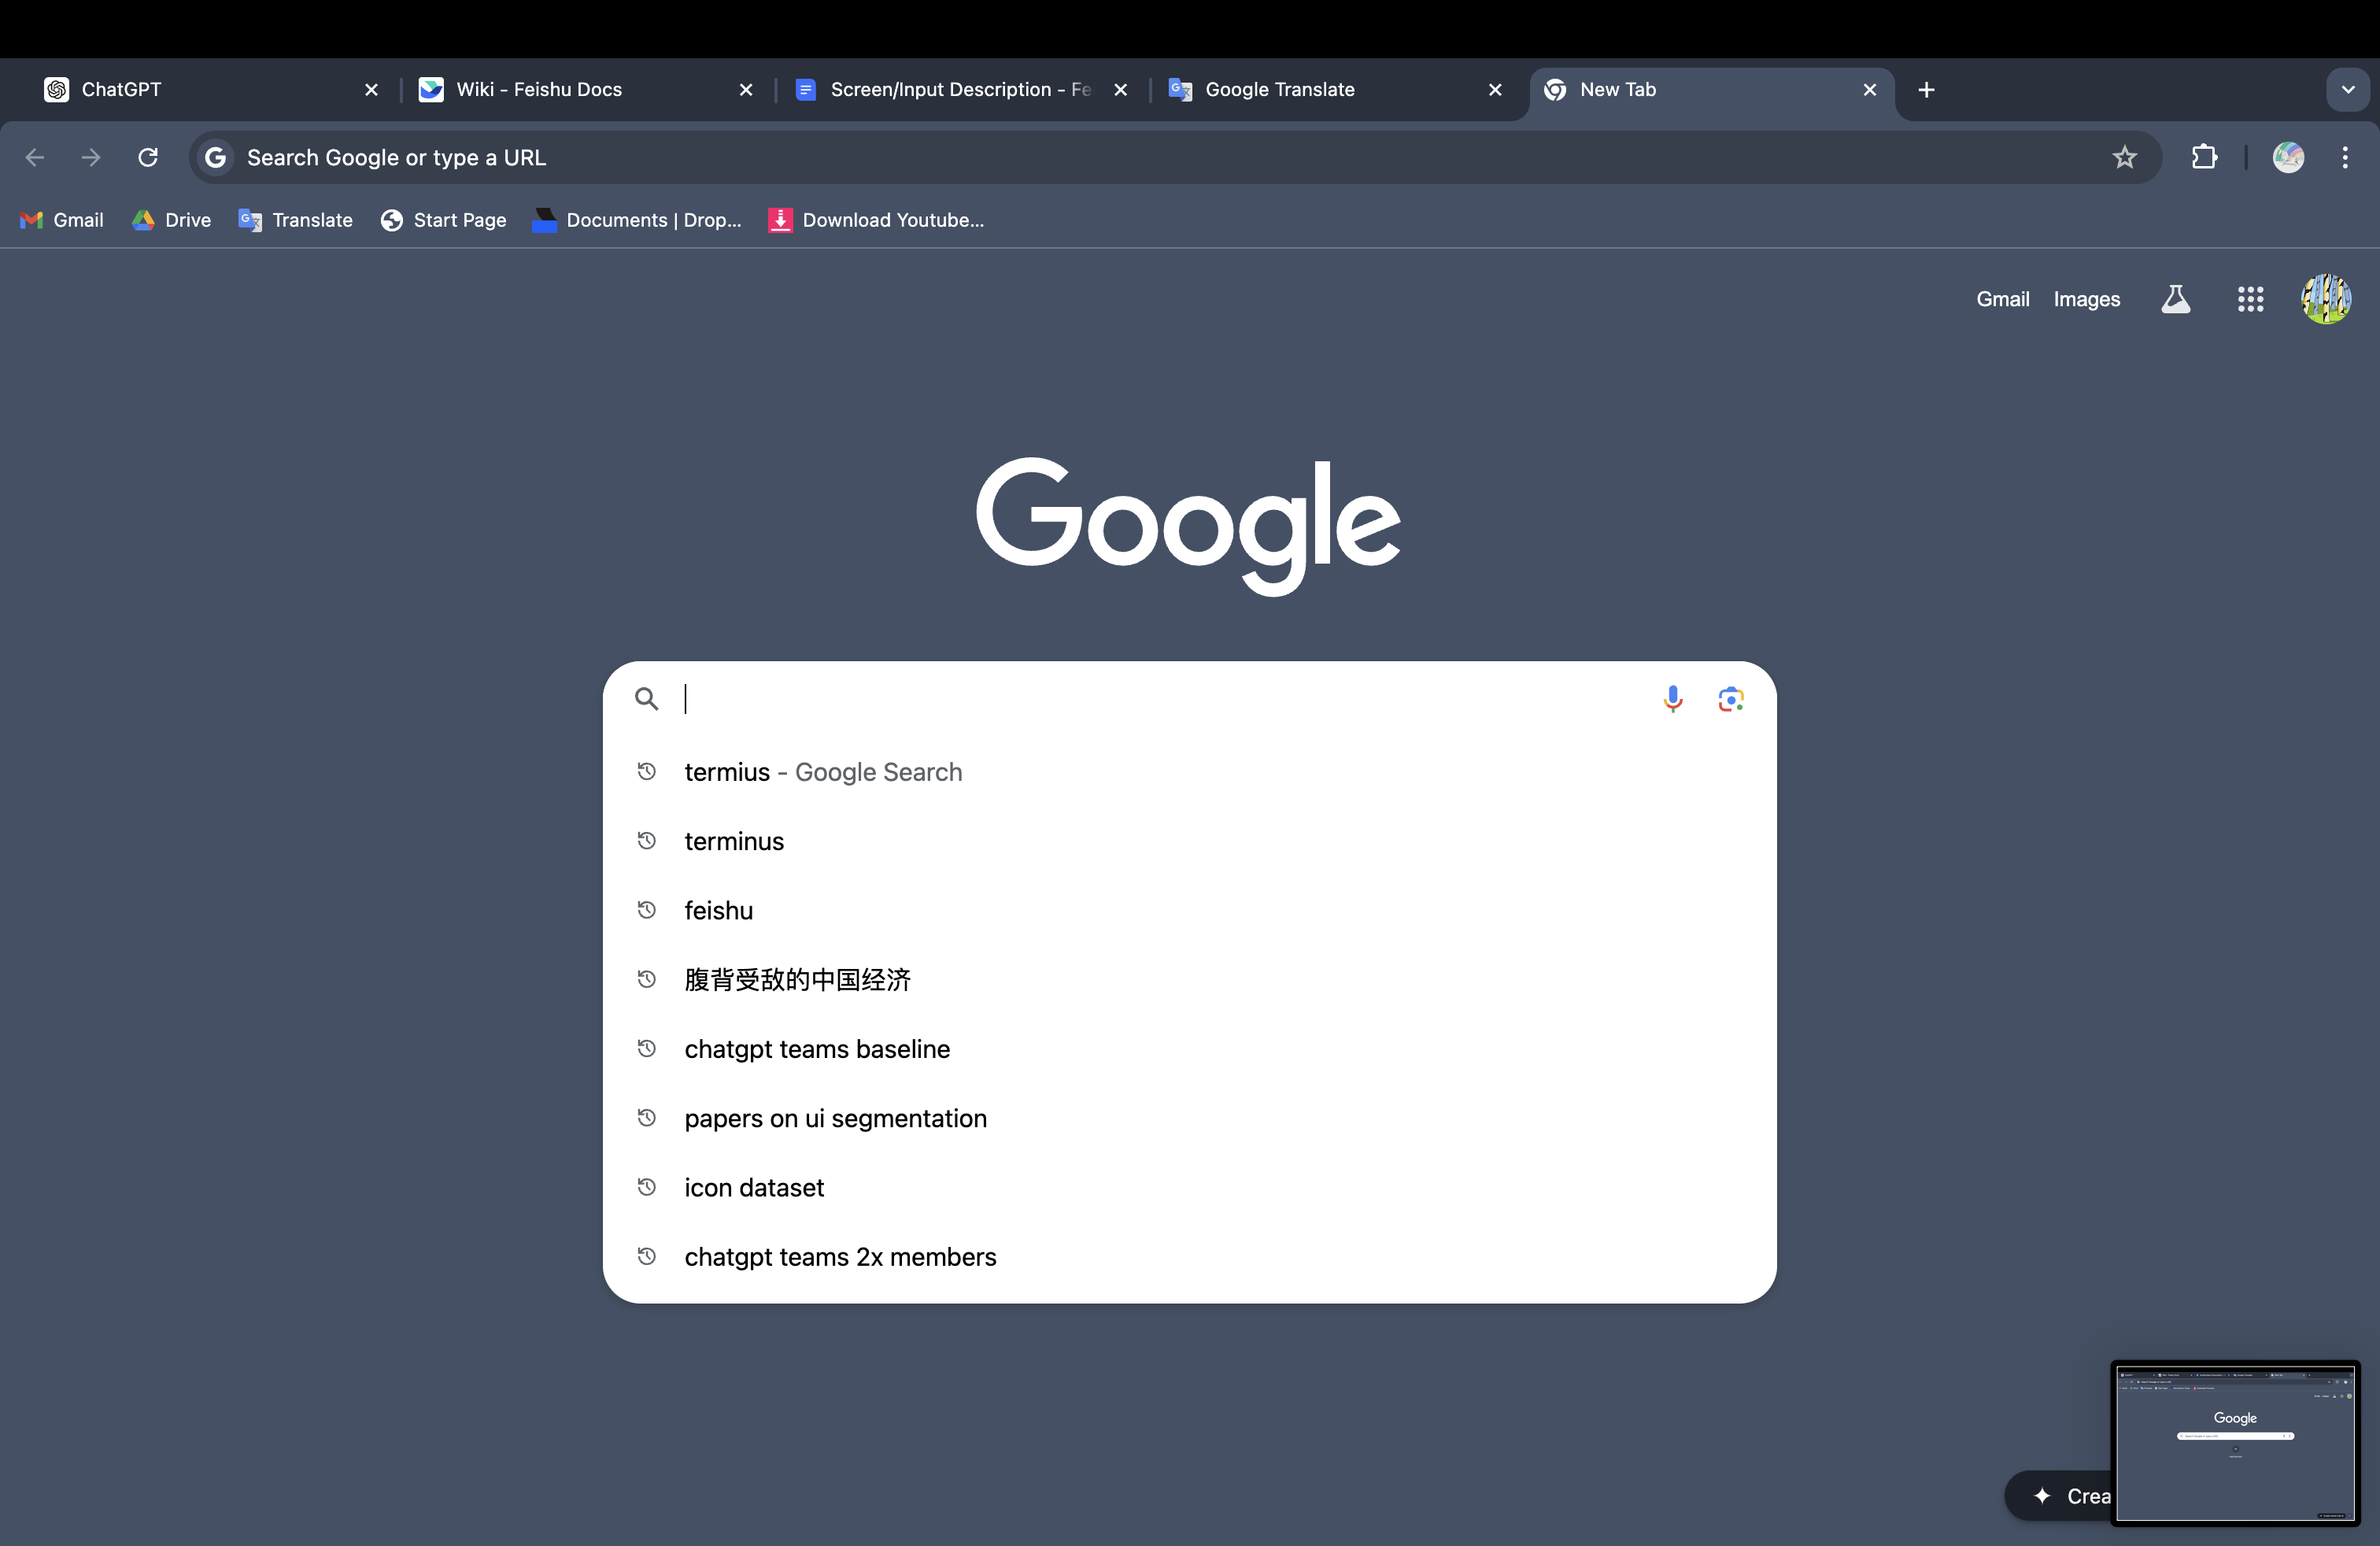 ChatGPT
Wiki - Feishu Docs
Screen/Input Description - Fe
Google Translate
New Tab
Search Google or type a URL
Gmail
Drive
Translate
Start Page
Documents | Drop...
Download Youtube...
Gmail Images
Google
termius - Google Search
terminus
feishu
腹背受敌的中国经济
chatgpt teams baseline
papers on ui segmentation
icon dataset
chatgpt teams 2x members
Crea
Google